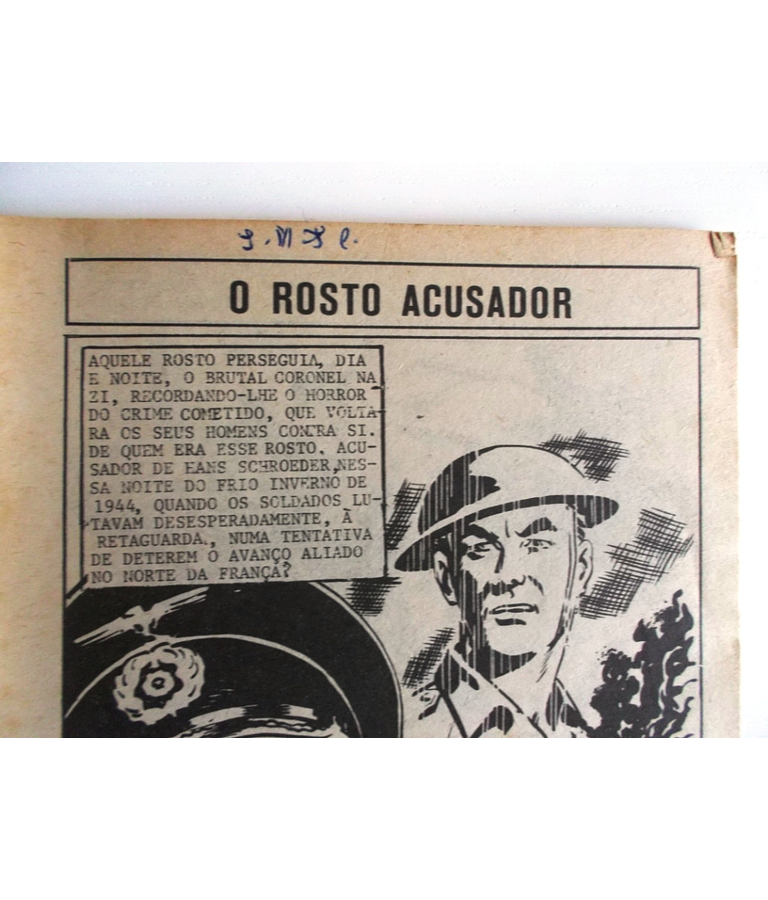 O ROSTO ACUSADOR
AQUELE ROSTO PERSEGUIA, DIA
E NOITE, O BRUTAL CORONEL NA
ZI, RECORDANDO-LHE O HORROR
DO CRIME COMETIDO, QUE VOLTA-
RA OS SEUS HOMENS CONTRA SI.
DE QUEM ERA ESSE ROSTO, ACU-
SADOR DE HANS SCHROEDER,NES-
SA NOITE DO FRIO INVERNO DE
1944, QUANDO OS SOLDADOS LU-
TAVAM DESESPERADAMENTE, À
RETAGUARDA., NUMA TENTATIVA
DE DETEREM O AVANÇO ALIADO
NO NORTE DA FRANÇA?